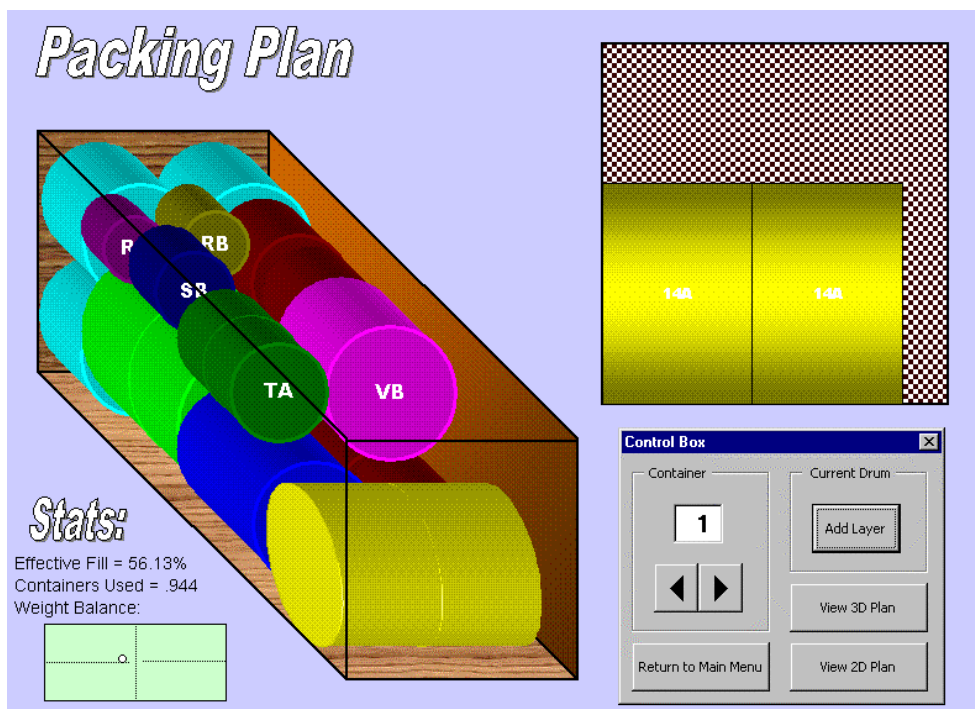 Packing Plan
RB
SB
TA
VB
14A 14A
Stats:
Effective Fill = 56.13%
Containers Used = .944
Weight Balance:
Control Box
Container
Current Drum
1
Add Layer
View 3D Plan
Return to Main Menu
View 2D Plan